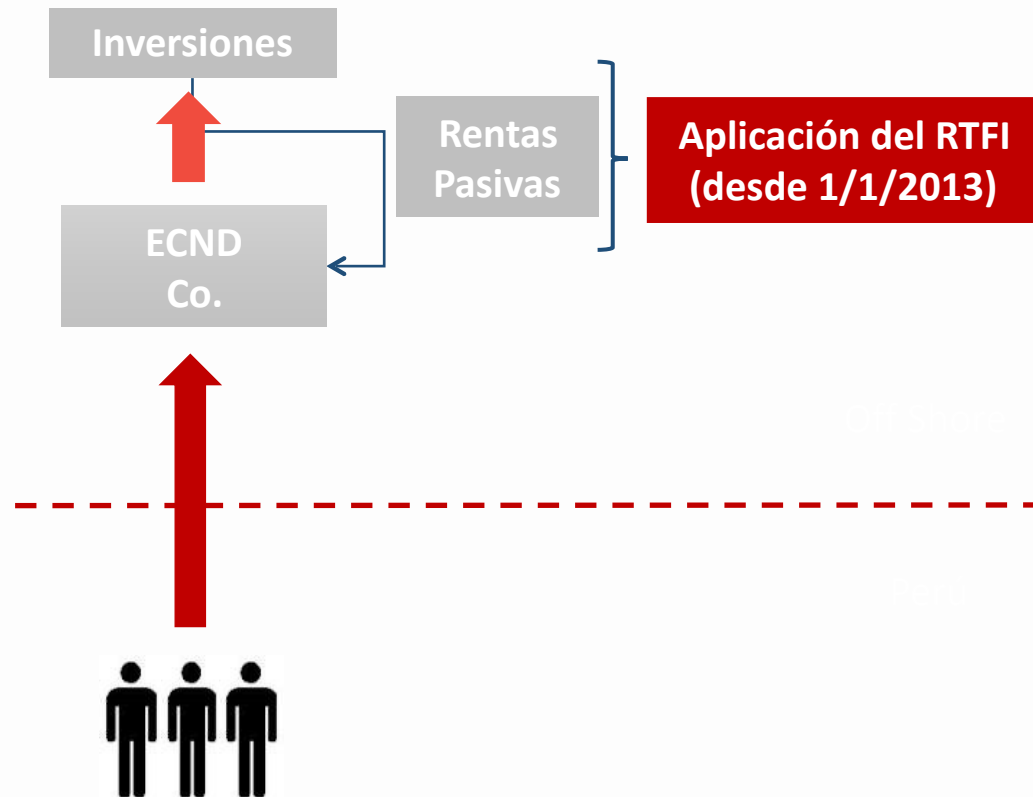 Inversiones
Rentas
Pasivas
Aplicación del RTFI
(desde 1/1/2013)
ECND
Co.